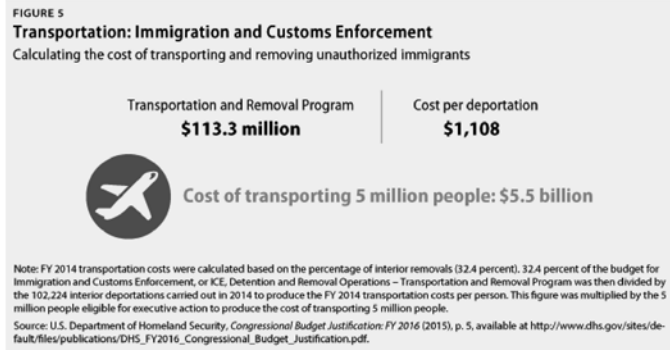 FIGURE 5
Transportation: Immigration and Customs Enforcement
Calculating the cost of transporting and removing unauthorized immigrants
Transportation and Removal Program
$113.3 million
Cost per deportation
$1,108
Cost of transporting 5 million people: $5.5 billion
Note: FY 2014 transportation costs were calculated based on the percentage of interior removals (32.4 percent). 32.4 percent of the budget for
Immigration and Customs Enforcement, or ICE, Detention and Removal Operations – Transportation and Removal Program was then divided by
the 102,224 interior deportations carried out in 2014 to produce the FY 2014 transportation costs per person. This figure was multiplied by the 5
million people eligible for executive action to produce the cost of transporting 5 million people.
Source: U.S. Department of Homeland Security, Congressional Budget Justification: FY 2016 (2015), p. 5, available at http://www.dhs.gov/sites/de-
fault/files/publications/DHS_FY2016_Congressional_Budget_Justification.pdf.